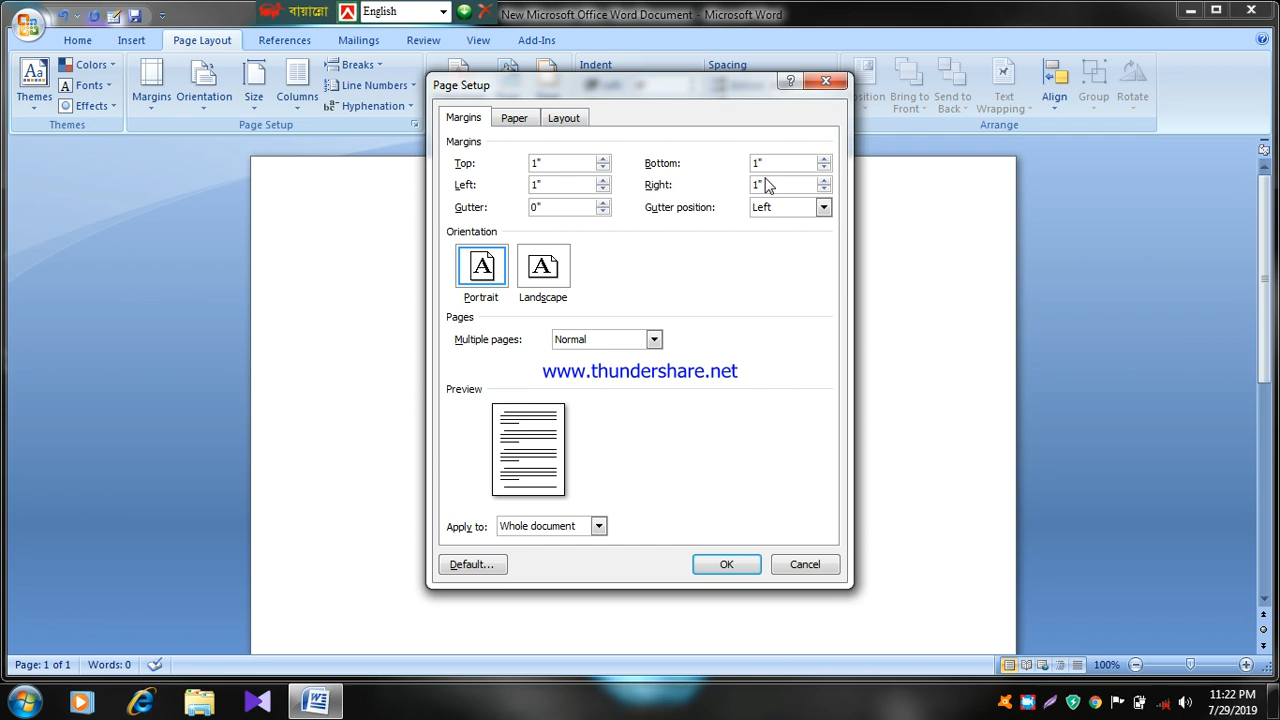 বায়ান্নো
English
New Microsoft Office Word Document - Microsoft Word
Home
Insert
Page Layout
References
Mailings
Review
View
Add-Ins
Themes
Colors
Fonts
Effects
Themes
Margins
Orientation
Size
Columns
Breaks
Line Numbers
Hyphenation
Page Setup
Indent
Spacing
Bring to
Front
Send to
Back
Text
Wrapping
Align
Group
Rotate
Arrange
Page Setup
Margins
Paper
Layout
Margins
Top:
1"
Bottom:
1"
Left:
1"
Right:
1"
Gutter:
0"
Gutter position:
Left
Orientation
A
A
Portrait
Landscape
Pages
Multiple pages:
Normal
www.thundershare.net
Preview
Apply to:
Whole document
Default...
OK
Cancel
Page: 1 of 1
Words: 0
100%
11:22 PM
7/29/2019